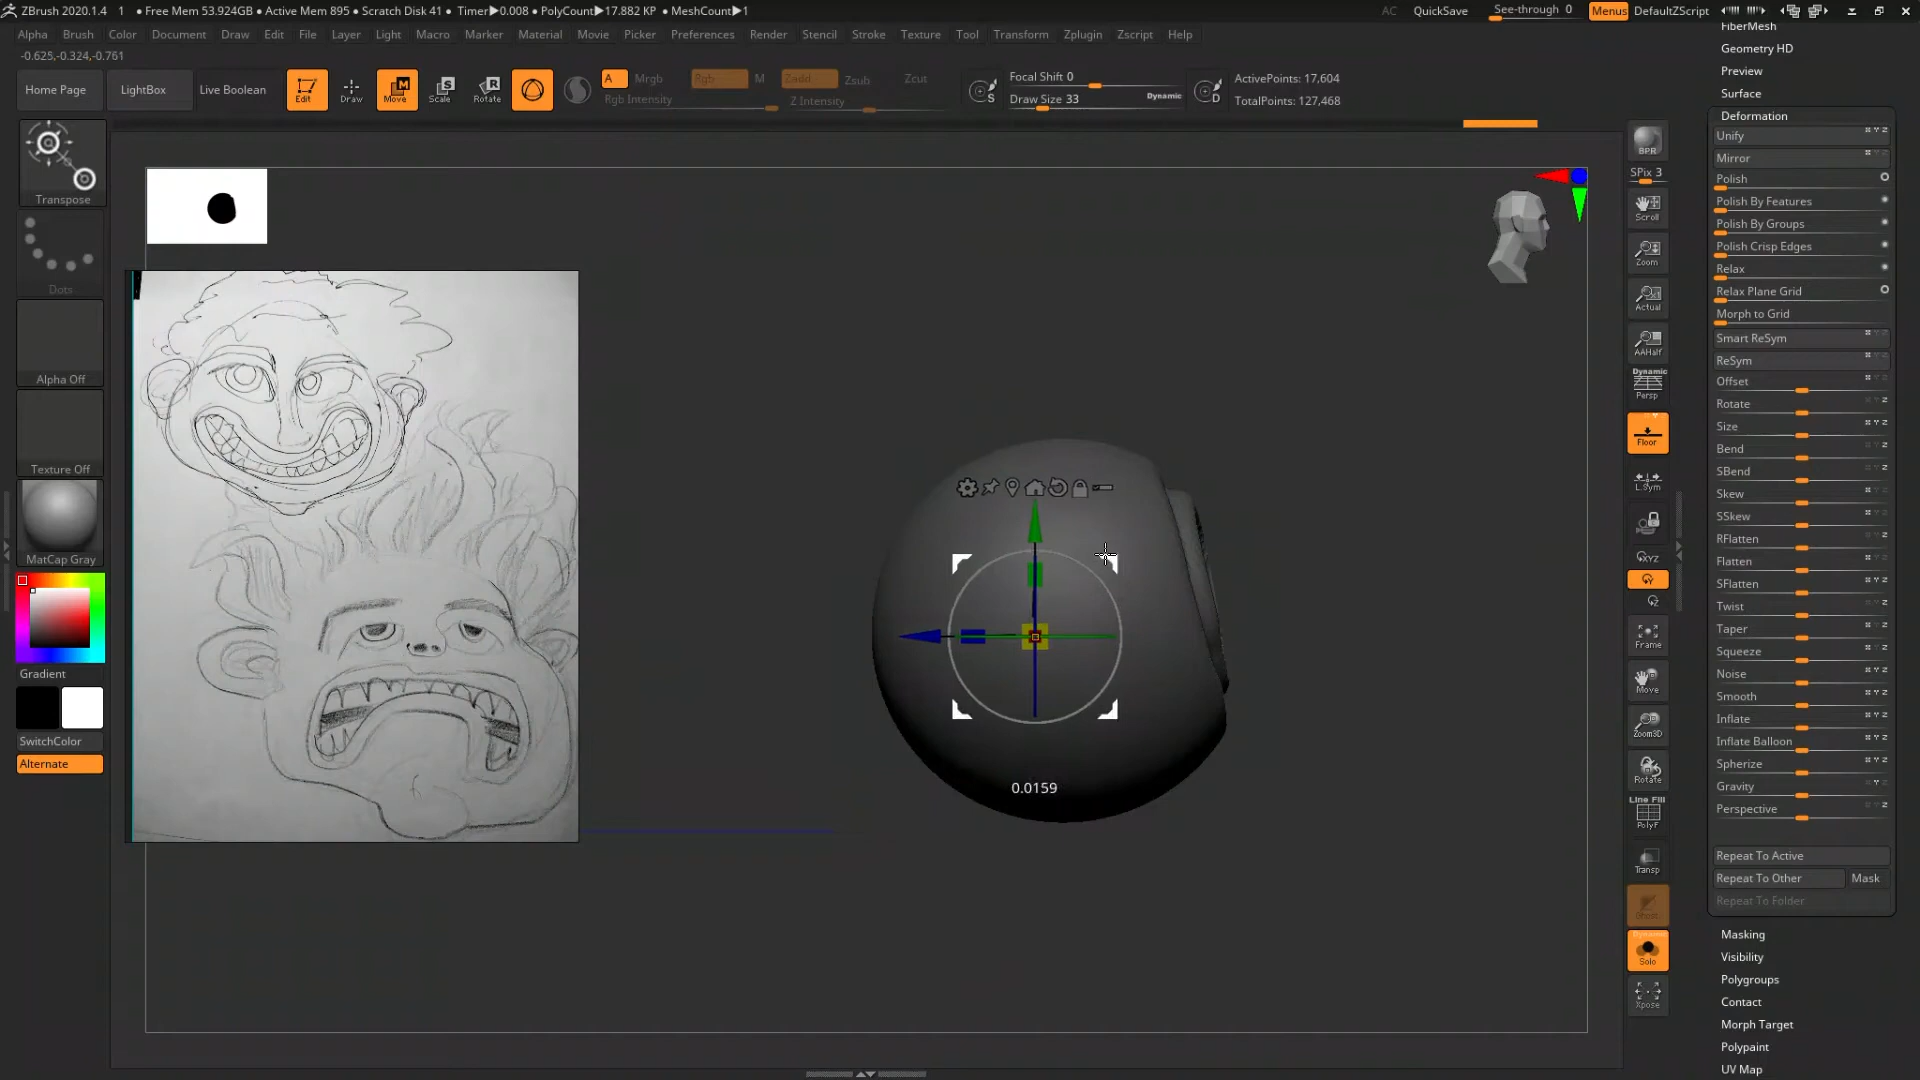 ZBrush 2020.1.4 1 ● Free Mem 53.924GB ● Active Mem 895 ● Scratch Disk 41 ● Timer▶0.008 ● PolyCount▶17.882 KP ● MeshCount▶1
AC QuickSave See-through 0 Menus DefaultZScript
Alpha Brush Color Document Draw Edit File Layer Light Macro Marker Material Movie Picker Preferences Render Stencil Stroke Texture Tool Transform Zplugin Zscript Help
-0.625,-0.324,-0.761
Home Page LightBox Live Boolean Edit Draw Move Scale Rotate
A Mrgb Rgb M Zadd Zsub Zcut
Rgb Intensity Z Intensity
S Focal Shift 0
Draw Size 33 Dynamic D
ActivePoints: 17,604
TotalPoints: 127,468
Transpose
Dots
Alpha Off
Texture Off
MatCap Gray
Gradient
SwitchColor
Alternate
0.0159
BPR
SPix 3
Scroll
Zoom
Actual
AAHalf
Dynamic
Persp
Floor
L.Sym
XYZ
Y
Z
Frame
Move
Zoom3D
Rotate
Line Fill
PolyF
Transp
Ghost
Dynamic
Solo
Xpose
FiberMesh
Geometry HD
Preview
Surface
Deformation
Unify
Mirror
Polish
Polish By Features
Polish By Groups
Polish Crisp Edges
Relax
Relax Plane Grid
Morph to Grid
Smart ReSym
ReSym
Offset
Rotate
Size
Bend
SBend
Skew
SSkew
RFlatten
Flatten
SFlatten
Twist
Taper
Squeeze
Noise
Smooth
Inflate
Inflate Balloon
Spherize
Gravity
Perspective
Repeat To Active
Repeat To Other Mask
Repeat To Folder
Masking
Visibility
Polygroups
Contact
Morph Target
Polypaint
UV Map